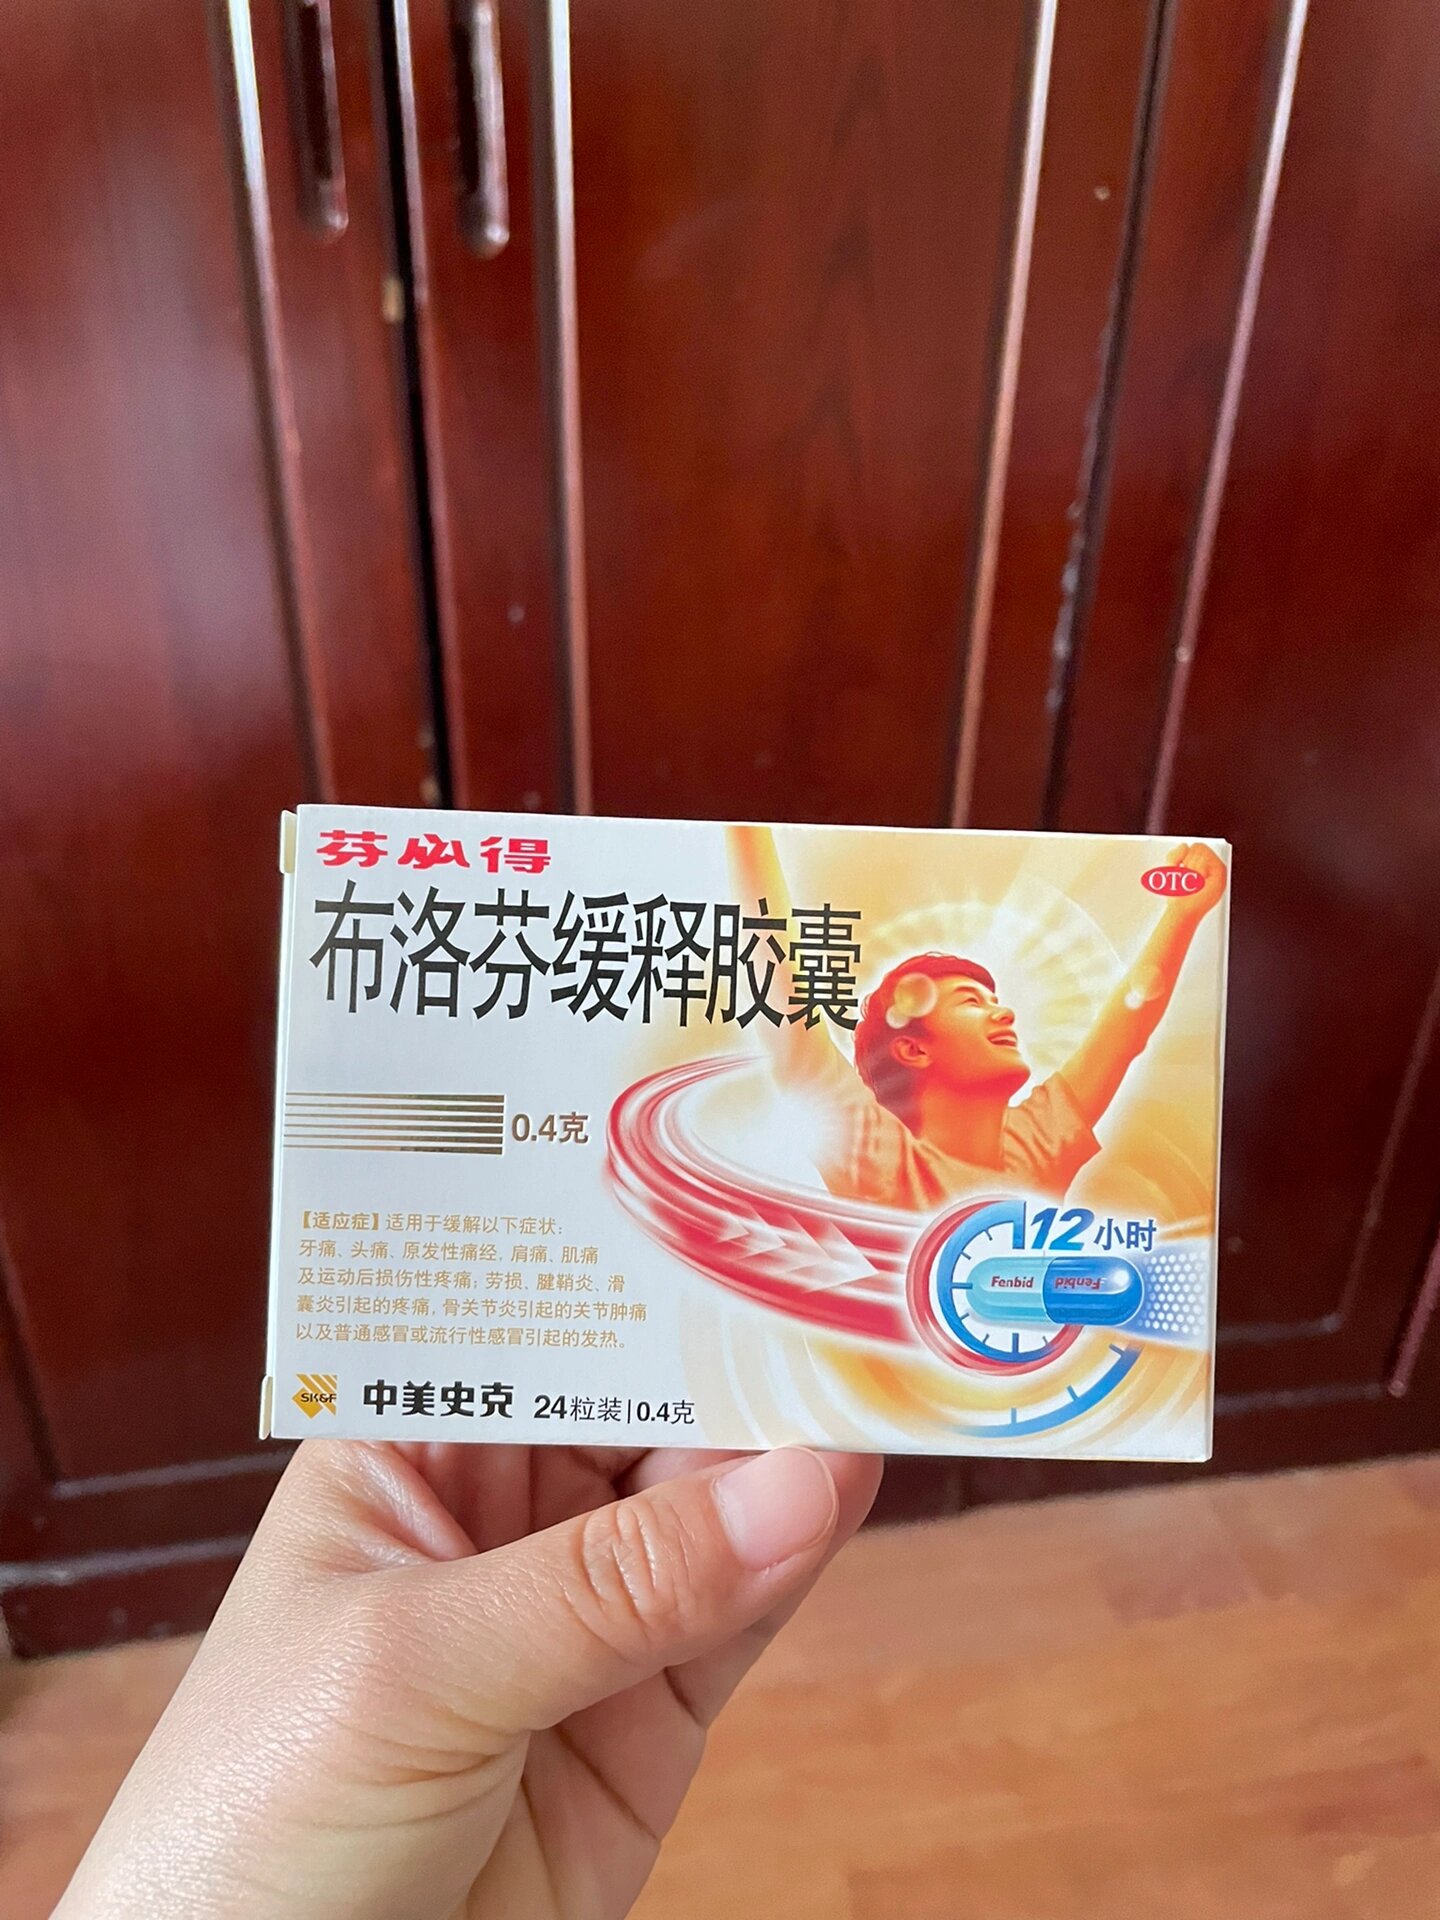 芬必得
OTC
布洛芬缓释胶囊
0.4克
【适应症】适用于缓解以下症状:
牙痛、头痛、原发性痛经, 肩痛、肌痛
及运动后损伤性疼痛; 劳损、腱鞘炎、滑
囊炎引起的疼痛, 骨关节炎引起的关节肿痛
以及普通感冒或流行性感冒引起的发热。
12小时
Fenbid Fenbid
SK&F 中美史克 24粒装|0.4克